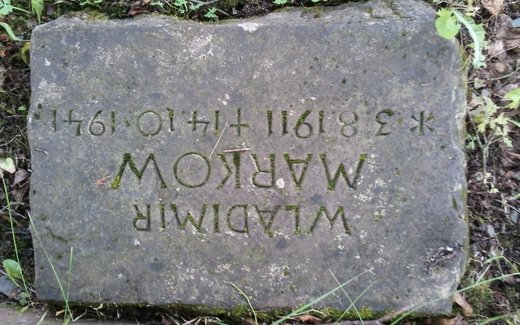 WLADIMIR
MARKOW
* 3.8.1911 + 14.10.1941.